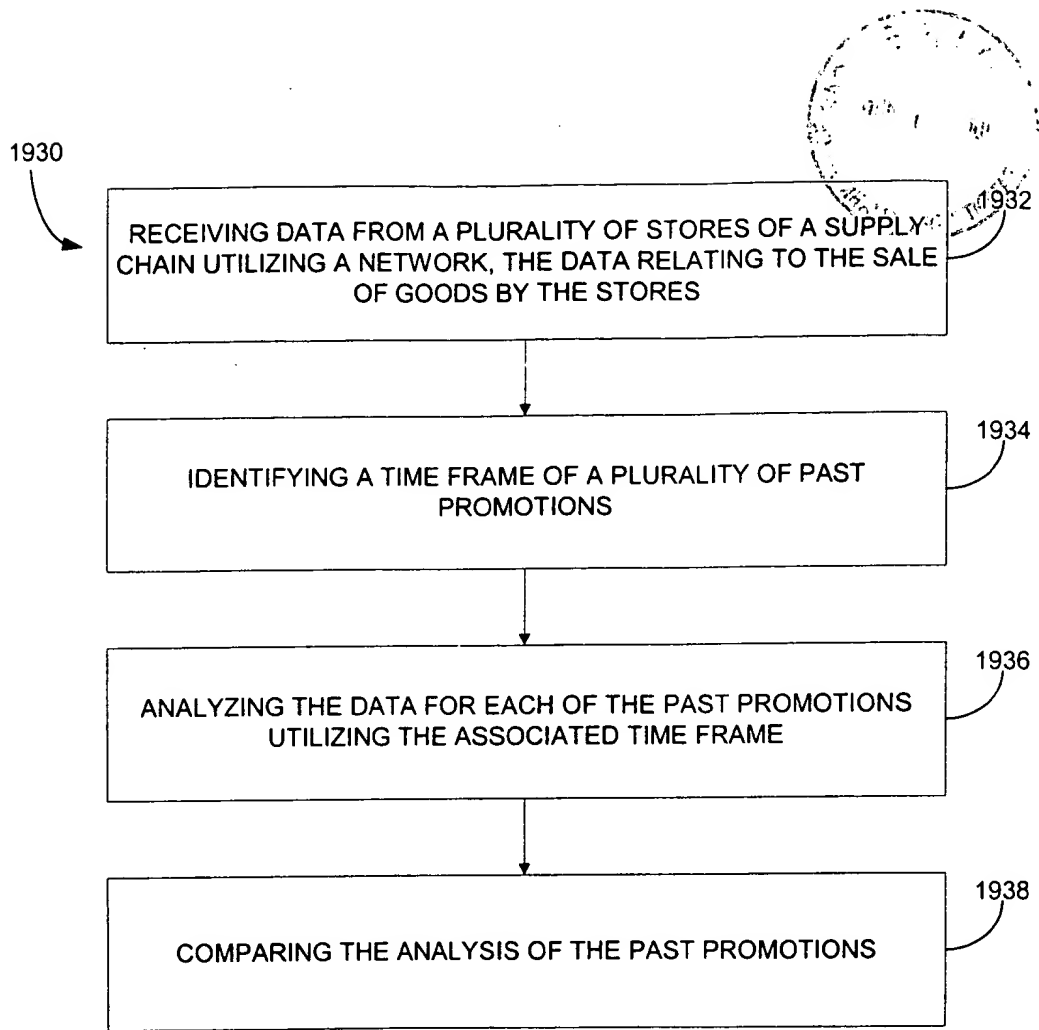 1930
1932
RECEIVING DATA FROM A PLURALITY OF STORES OF A SUPPLY
CHAIN UTILIZING A NETWORK, THE DATA RELATING TO THE SALE
OF GOODS BY THE STORES
1934
IDENTIFYING A TIME FRAME OF A PLURALITY OF PAST
PROMOTIONS
1936
ANALYZING THE DATA FOR EACH OF THE PAST PROMOTIONS
UTILIZING THE ASSOCIATED TIME FRAME
1938
COMPARING THE ANALYSIS OF THE PAST PROMOTIONS